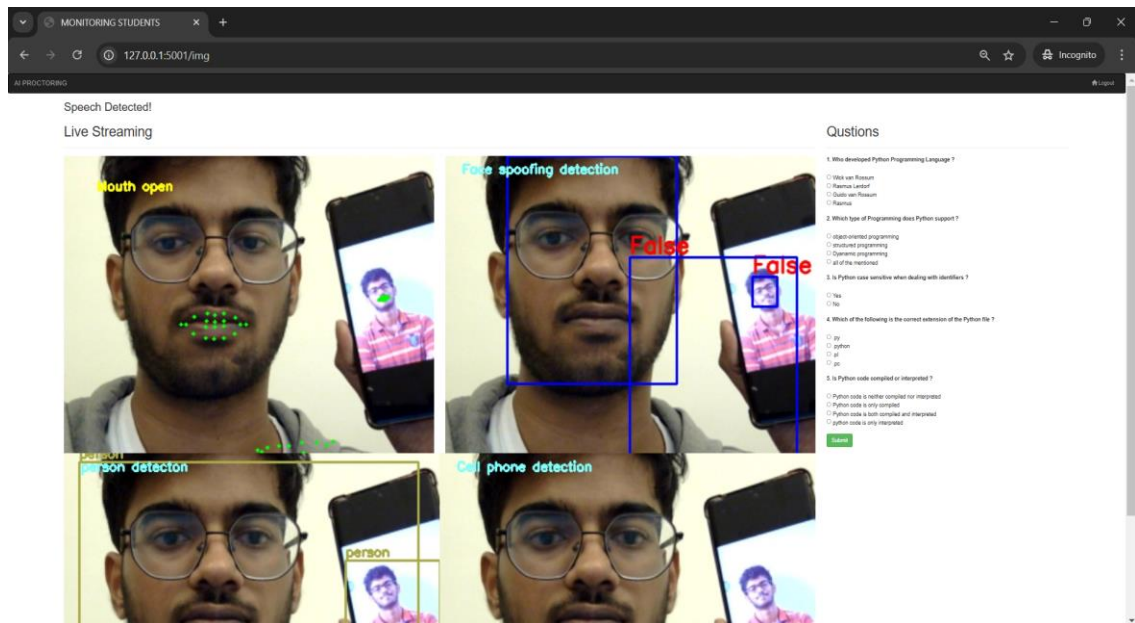 MONITORING STUDENTS
127.0.0.1:5001/img
Incognito
AI PROCTORING
Logout
Speech Detected!
Live Streaming
Mouth open
Face spoofing detection
False
False
person
person detecton
person
Cell phone detection
Qustions
1. Who developed Python Programming Language ?
Wick van Rossum
Rasmus Lerdorf
Guido van Rossum
Rasmus
2. Which type of Programming does Python support ?
object-oriented programming
structured programming
Dyanamic programming
all of the mentioned
3. Is Python case sensitive when dealing with identifiers ?
Yes
No
4. Which of the following is the correct extension of the Python file ?
.py
.python
.pl
.pc
5. Is Python code compiled or interpreted ?
Python code is neither compiled nor interpreted
Python code is only compiled
Python code is both compiled and interpreted
python code is only interpreted
Submit